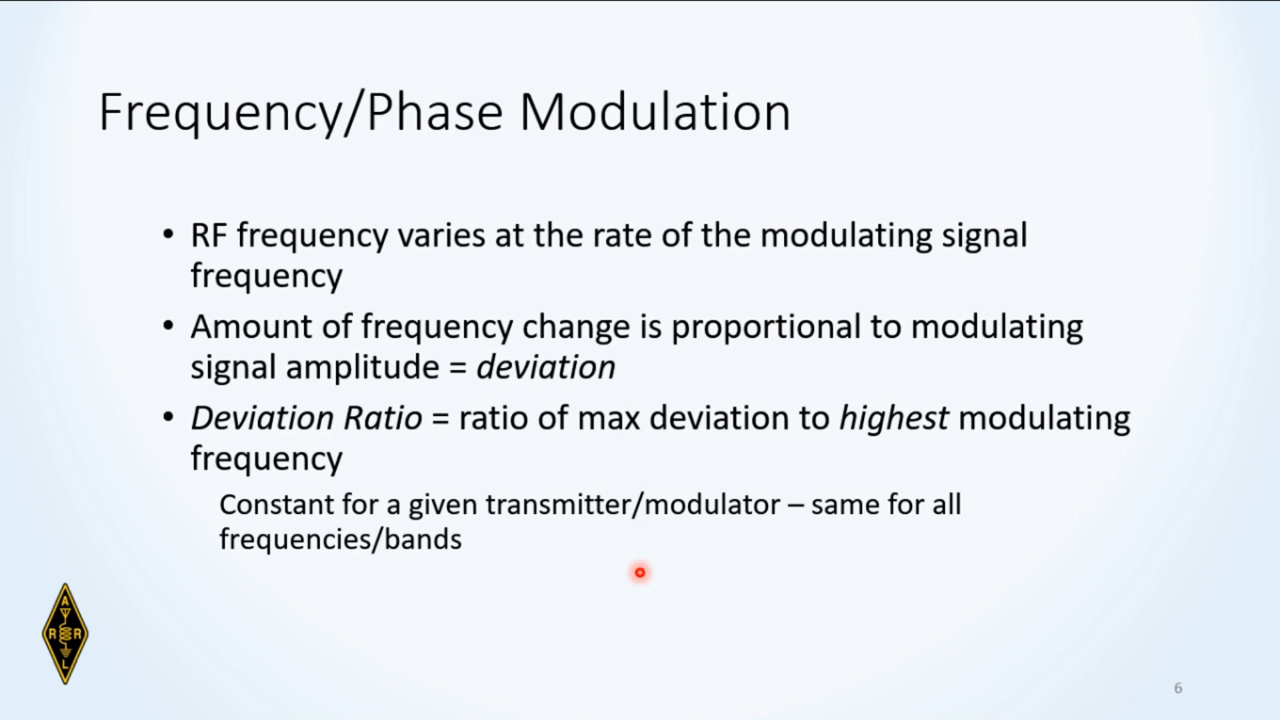 Frequency/Phase Modulation
• RF frequency varies at the rate of the modulating signal
frequency
• Amount of frequency change is proportional to modulating
signal amplitude = deviation
• Deviation Ratio = ratio of max deviation to highest modulating
frequency
Constant for a given transmitter/modulator – same for all
frequencies/bands
A
R R
L
6